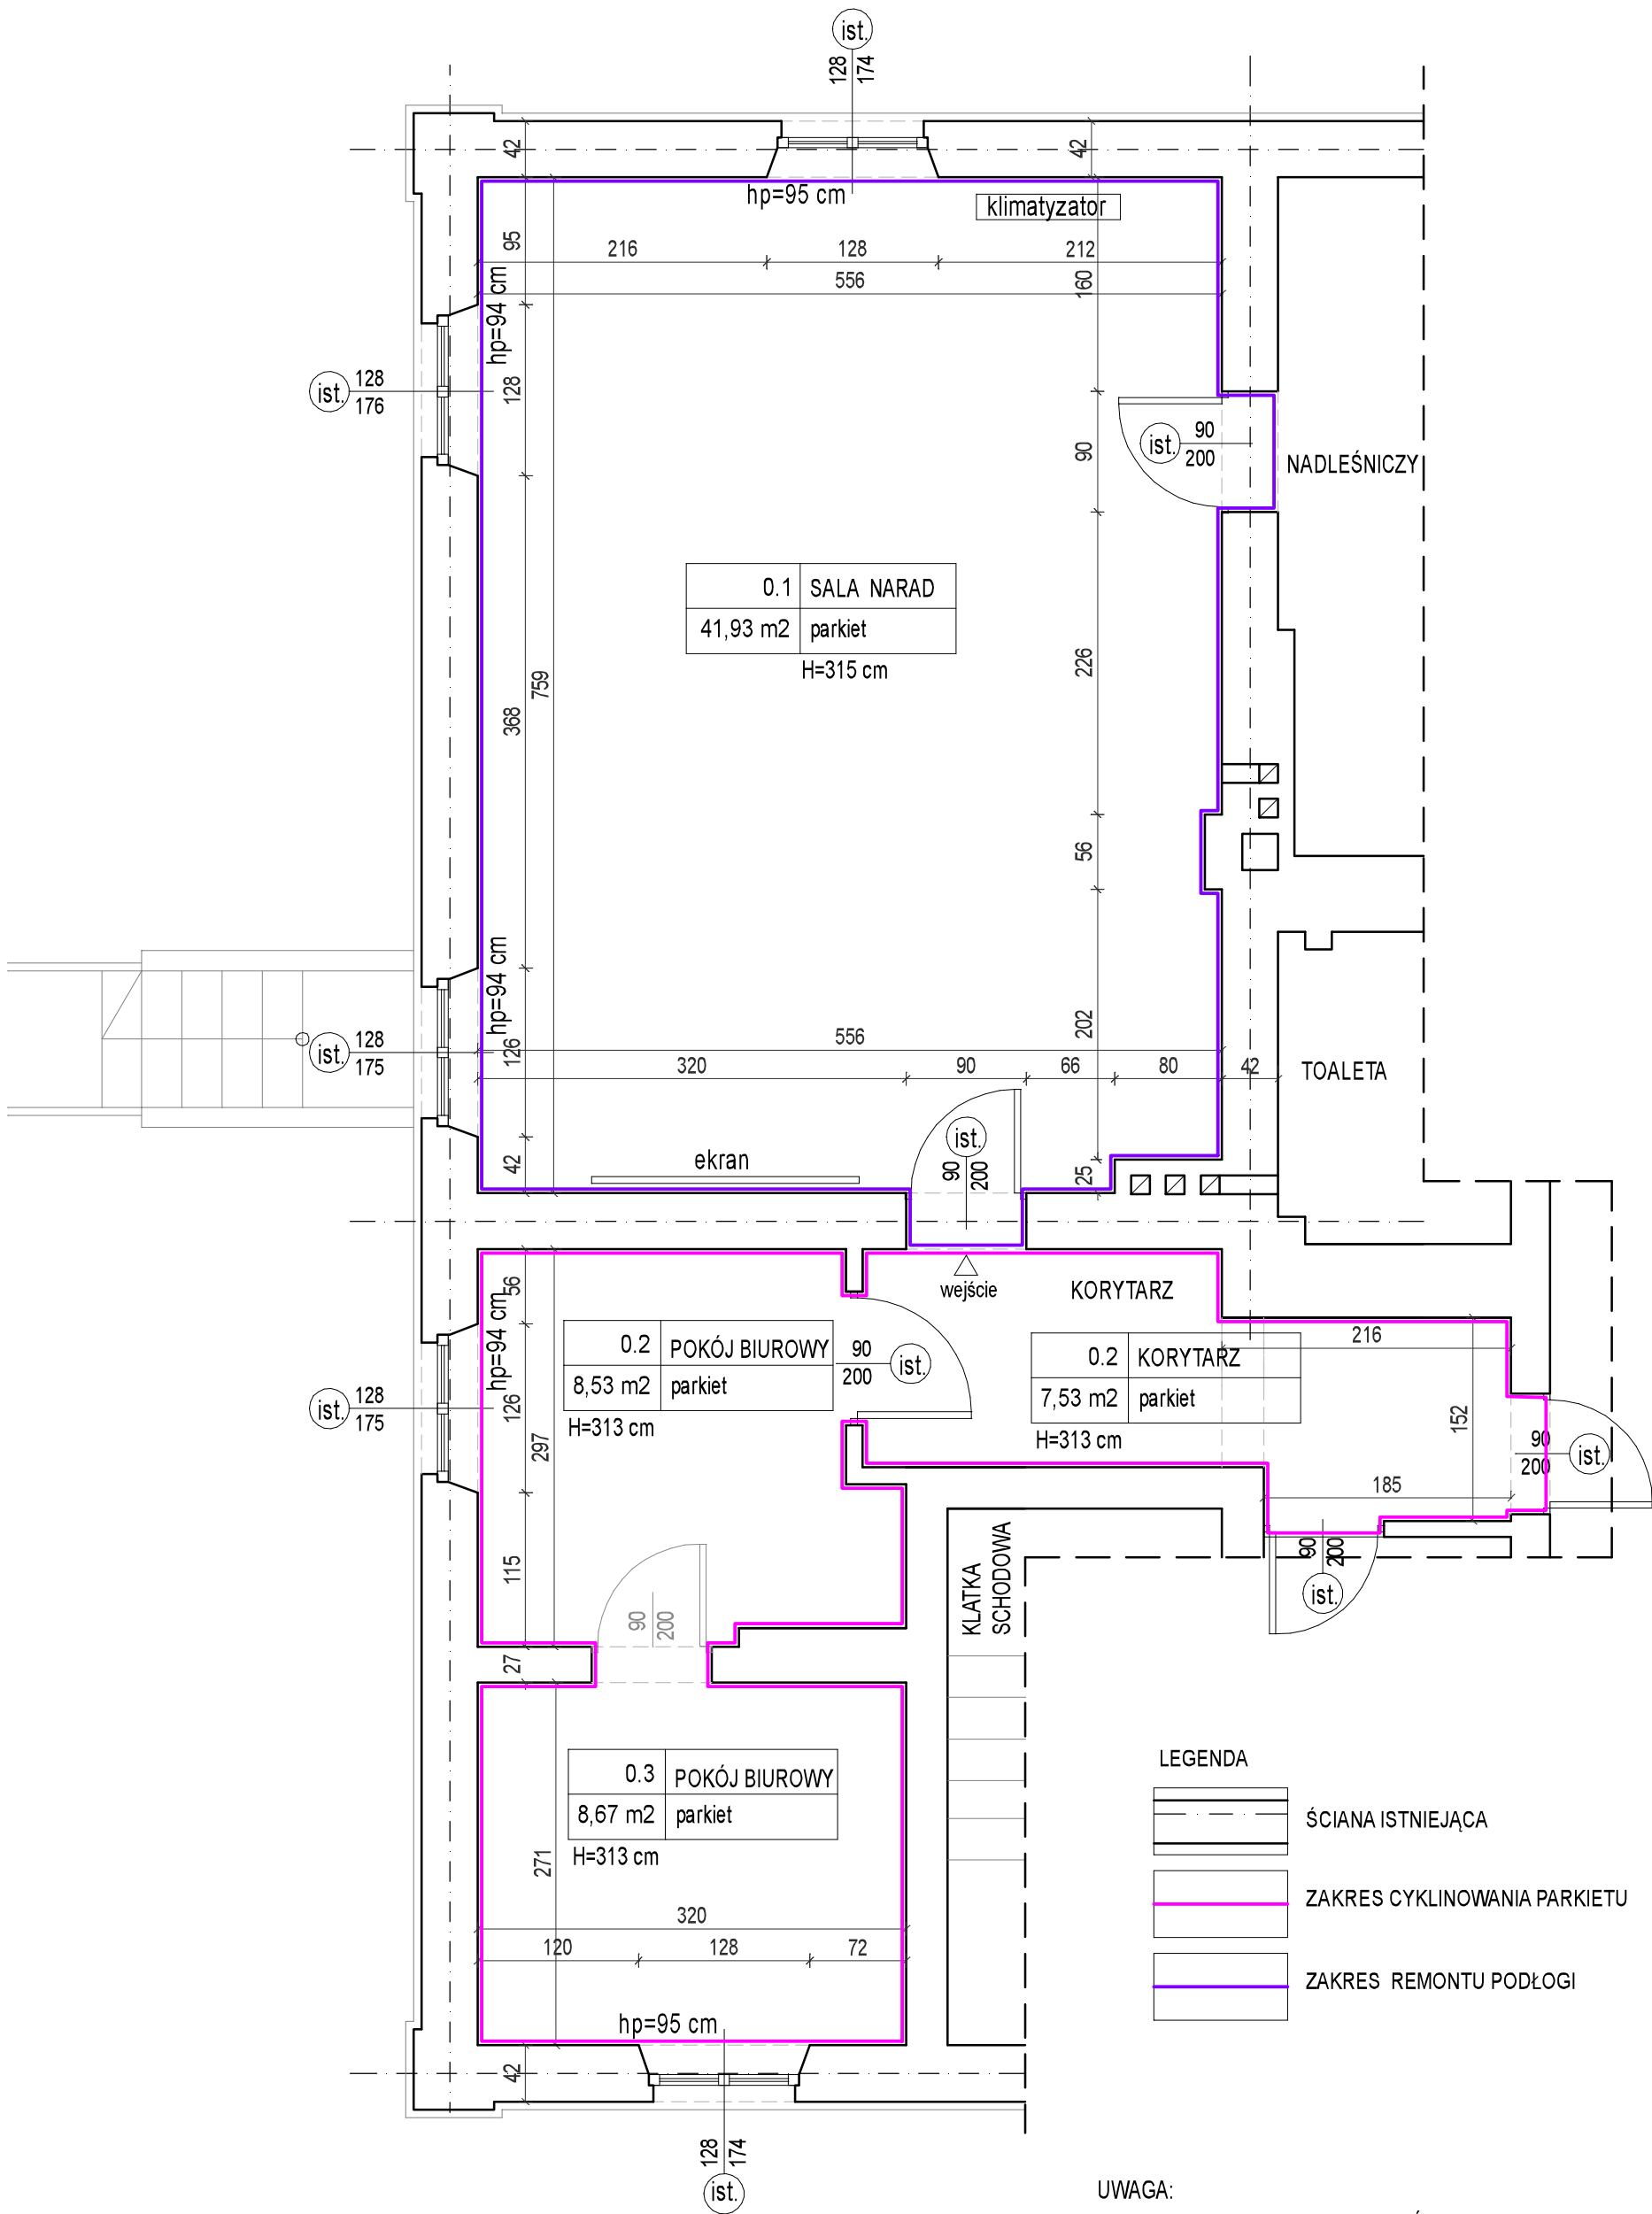 ist.
128
174
42
42
hp=95 cm
klimatyzator
95
216
128
212
556
160
hp=94 cm
128
ist.
128
176
90
ist.
90
200
NADLEŚNICZY
0.1 SALA NARAD
41,93 m2 parkiet
H=315 cm
226
759
368
56
hp=94 cm
202
556
126
ist.
128
175
320
90
66
80
42
TOALETA
ist.
90
200
ekran
42
25
56
wejście
KORYTARZ
hp=94 cm
0.2 POKÓJ BIUROWY
8,53 m2 parkiet
H=313 cm
90
200
ist.
216
0.2 KORYTARZ
7,53 m2 parkiet
H=313 cm
ist.
128
175
126
297
152
90
200
ist.
185
115
KLATKA
SCHODOWA
90
200
ist.
90
200
27
0.3 POKÓJ BIUROWY
8,67 m2 parkiet
H=313 cm
271
320
120
128
72
hp=95 cm
42
128
174
ist.
LEGENDA
ŚCIANA ISTNIEJĄCA
ZAKRES CYKLINOWANIA PARKIETU
ZAKRES REMONTU PODŁOGI
UWAGA: